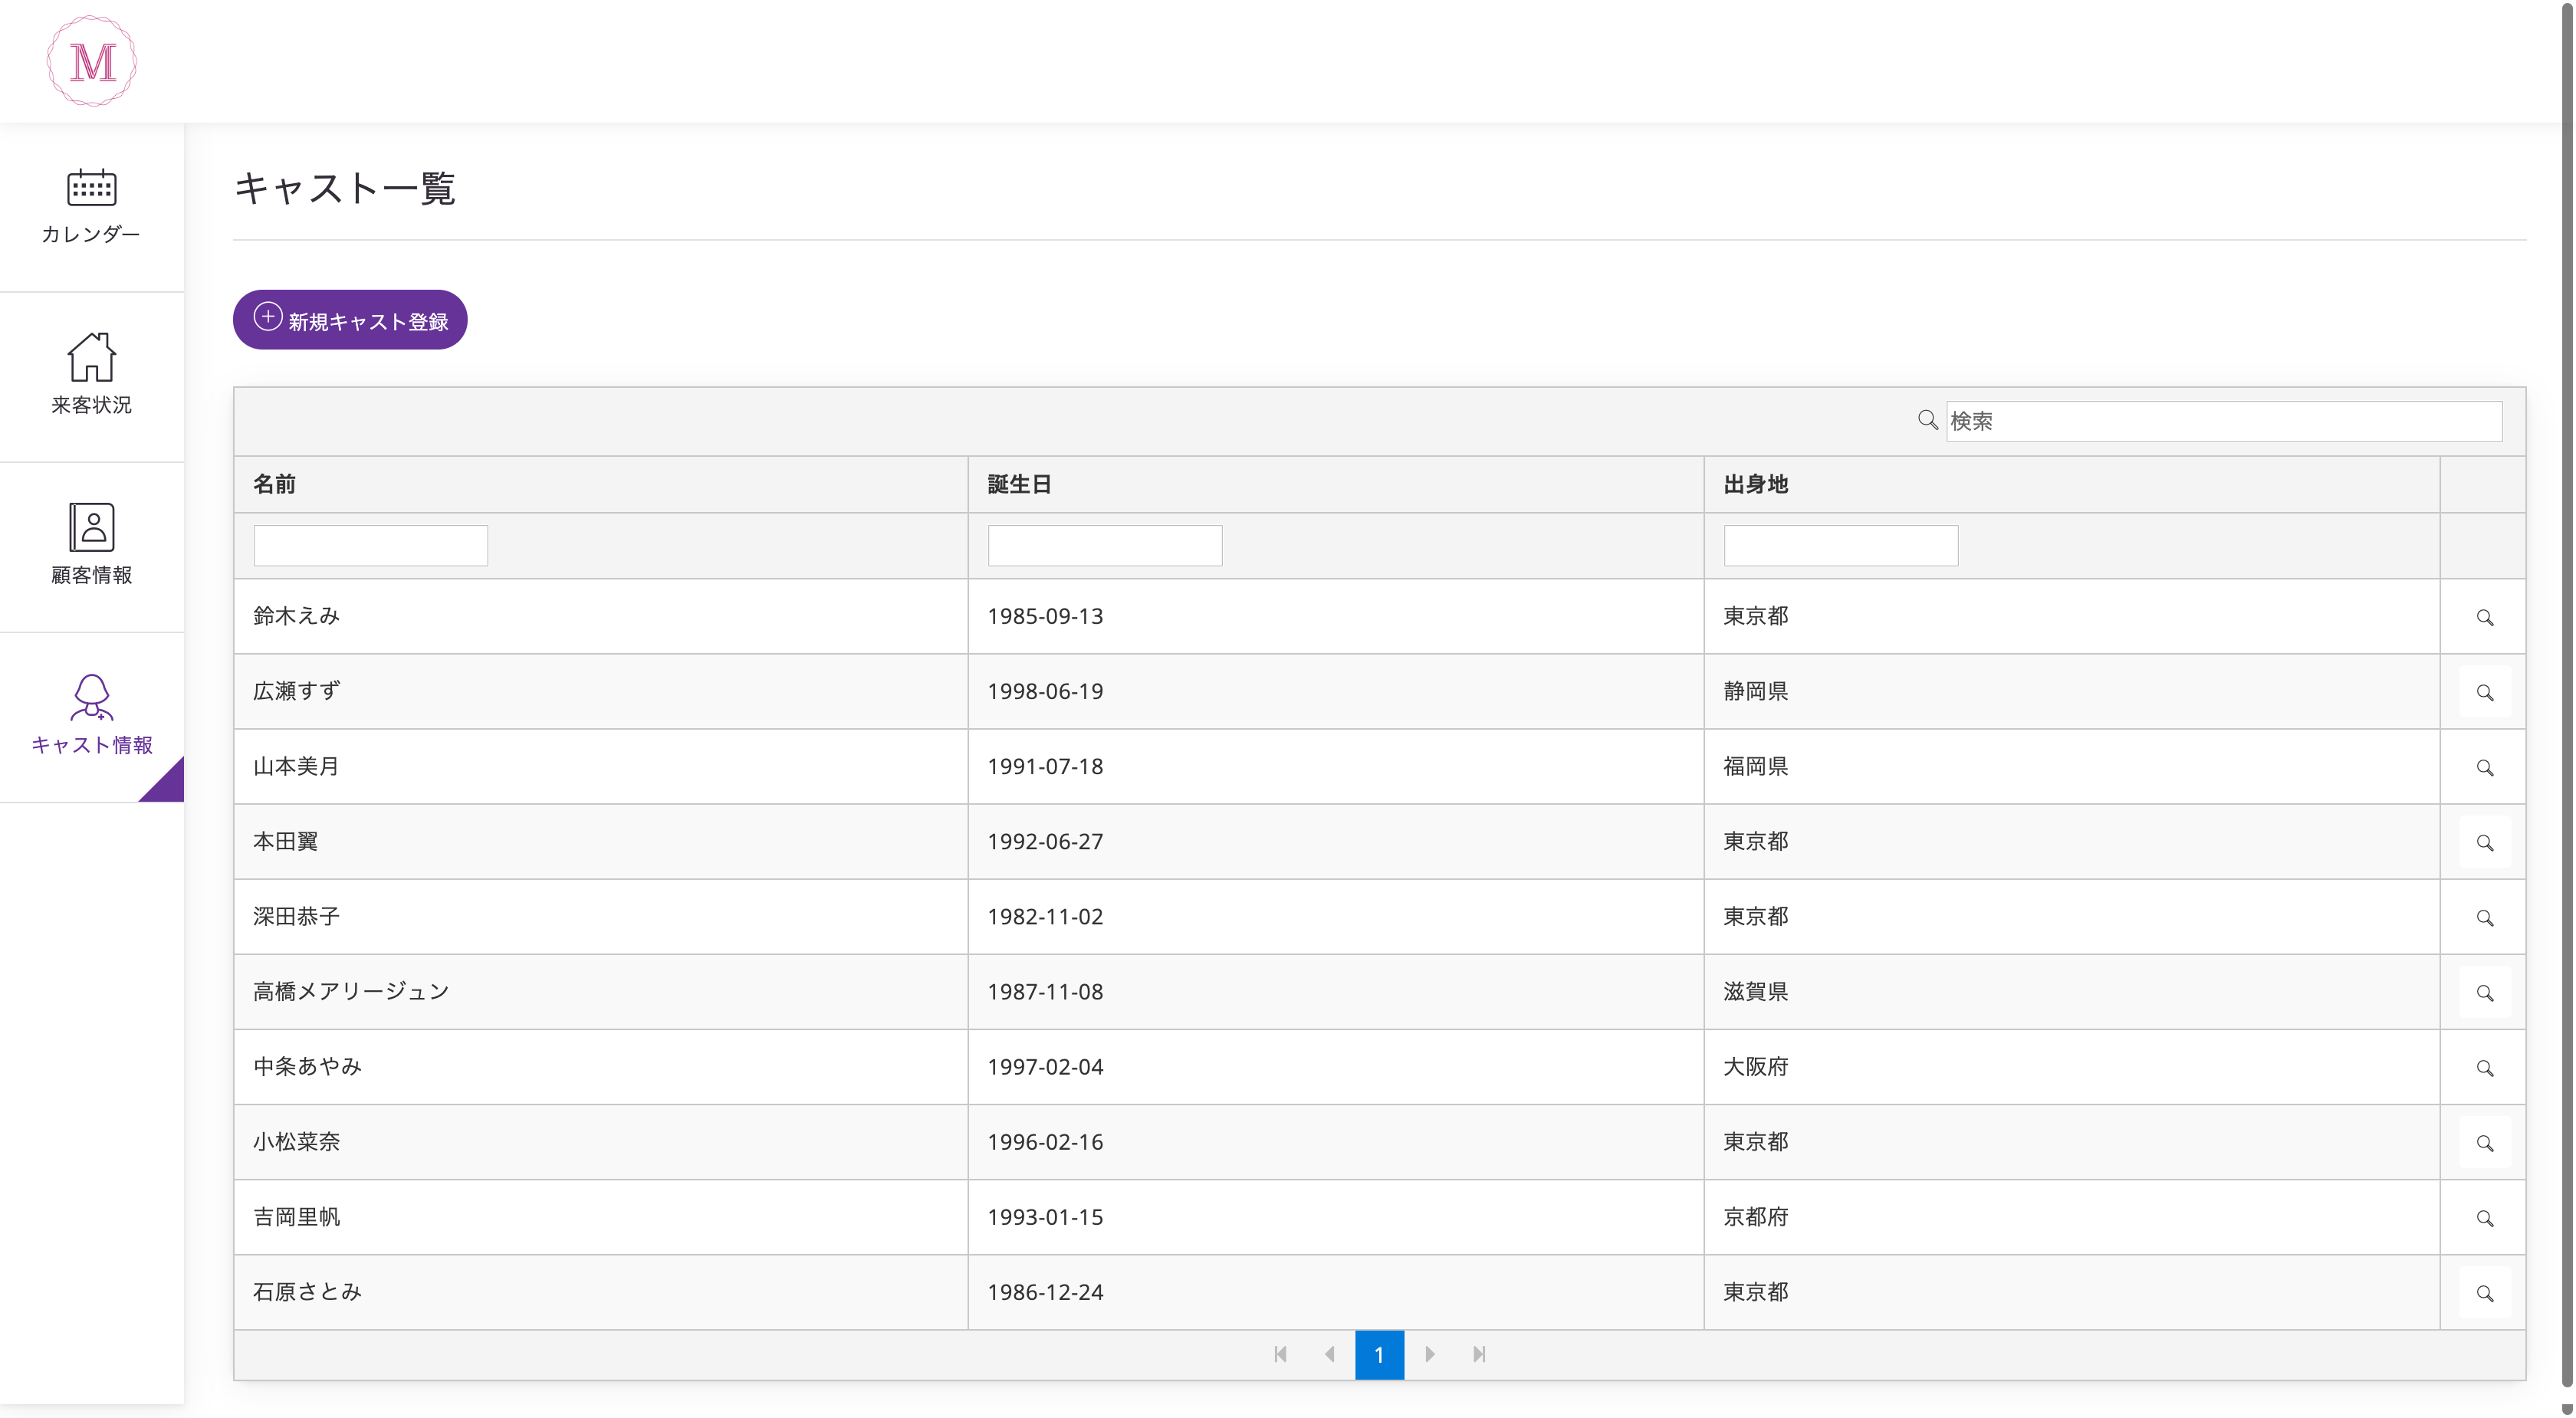 M
キャスト一覧
カレンダー
新規キャスト登録
来客状況
検索
名前 誕生日 出身地
顧客情報
鈴木えみ 1985-09-13 東京都
広瀬すず 1998-06-19 静岡県
キャスト情報
山本美月 1991-07-18 福岡県
本田翼 1992-06-27 東京都
深田恭子 1982-11-02 東京都
高橋メアリージュン 1987-11-08 滋賀県
中条あやみ 1997-02-04 大阪府
小松菜奈 1996-02-16 東京都
吉岡里帆 1993-01-15 京都府
石原さとみ 1986-12-24 東京都
1